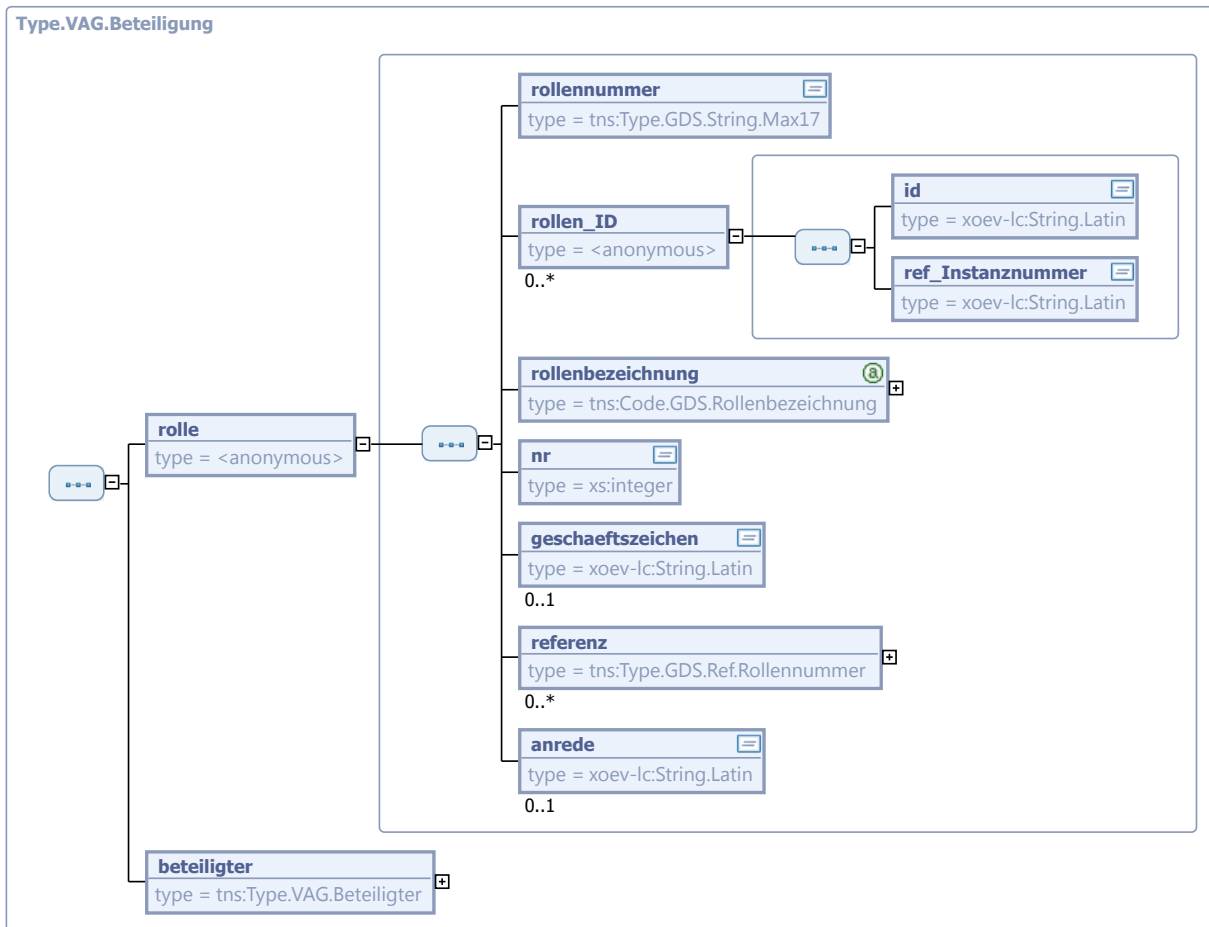 Type.VAG.Beteiligung
rollennummer
type = tns:Type.GDS.String.Max17
rollen_ID
type = <anonymous>
0..*
id
type = xoev-lc:String.Latin
ref_Instanznummer
type = xoev-lc:String.Latin
rollenbezeichnung
type = tns:Code.GDS.Rollenbezeichnung
rolle
type = <anonymous>
nr
type = xs:integer
geschaeftszeichen
type = xoev-lc:String.Latin
0..1
referenz
type = tns:Type.GDS.Ref.Rollennummer
0..*
anrede
type = xoev-lc:String.Latin
0..1
beteiligter
type = tns:Type.VAG.Beteiligter